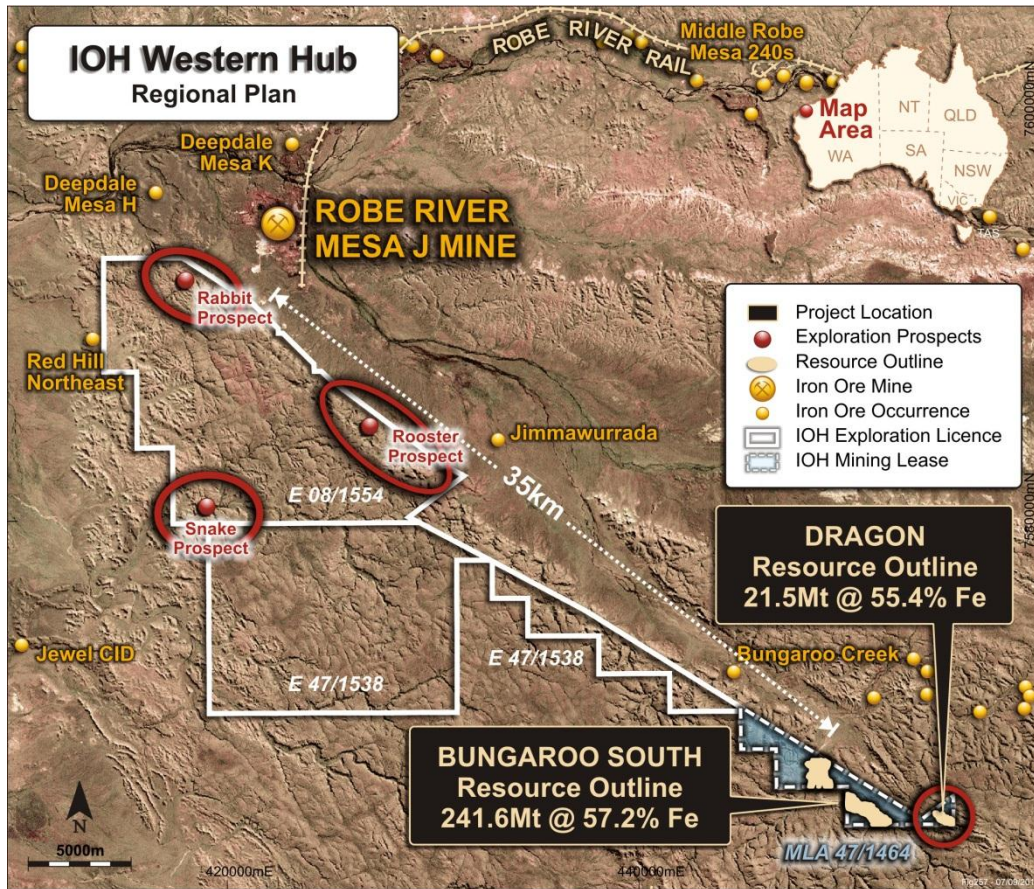 IOH Western Hub
Regional Plan
ROBE RIVER RAIL
Middle Robe
Mesa 240s
Map
Area
WA
NT
SA
QLD
NSW
VIC
TAS
Deepdale
Mesa K
Deepdale
Mesa H
ROBE RIVER
MESA J MINE
Rabbit
Prospect
Red Hill
Northeast
Rooster
Prospect
Jimmawurrada
35km
E 08/1554
Snake
Prospect
Project Location
Exploration Prospects
Resource Outline
Iron Ore Mine
Iron Ore Occurrence
IOH Exploration Licence
IOH Mining Lease
DRAGON
Resource Outline
21.5Mt @ 55.4% Fe
Jewel CID
E 47/1538
E 47/1538
Bungaroo Creek
BUNGAROO SOUTH
Resource Outline
241.6Mt @ 57.2% Fe
MLA 47/1464
N
5000m
420000mE
440000mE